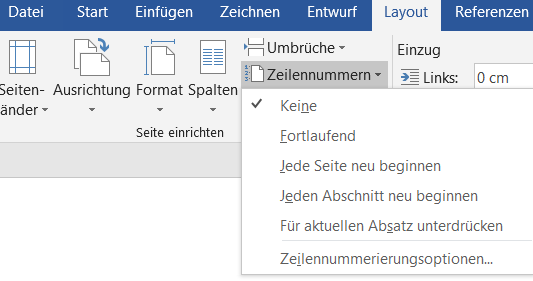 Datei Start Einfügen Zeichnen Entwurf Layout Referenzen
Umbrüche
Zeilennummern
Einzug
Links: 0 cm
Seiten-
änder Ausrichtung Format Spalten
Seite einrichten
Keine
Fortlaufend
Jede Seite neu beginnen
Jeden Abschnitt neu beginnen
Für aktuellen Absatz unterdrücken
Zeilennummerierungsoptionen...